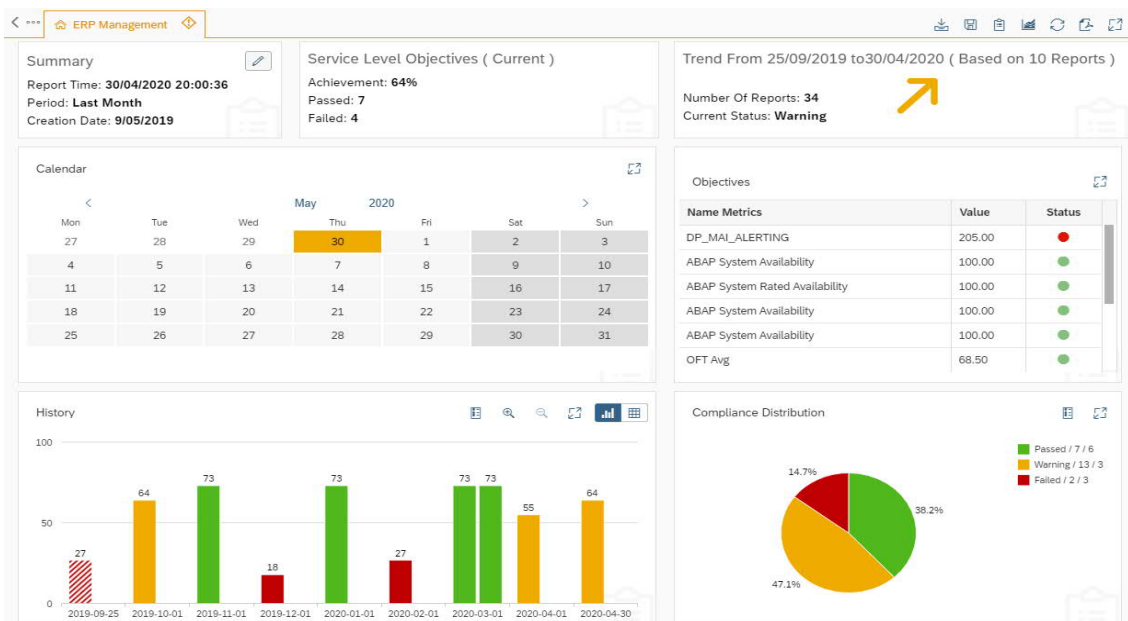 ERP Management
Summary
Report Time: 30/04/2020 20:00:36
Period: Last Month
Creation Date: 9/05/2019
Service Level Objectives ( Current )
Achievement: 64%
Passed: 7
Failed: 4
Trend From 25/09/2019 to30/04/2020 ( Based on 10 Reports )
Number Of Reports: 34
Current Status: Warning
Calendar
May 2020
Mon Tue Wed Thu Fri Sat Sun
27 28 29 30 1 2 3
4 5 6 7 8 9 10
11 12 13 14 15 16 17
18 19 20 21 22 23 24
25 26 27 28 29 30 31
Objectives
Name Metrics Value Status
DP_MAI_ALERTING 205.00
ABAP System Availability 100.00
ABAP System Rated Availability 100.00
ABAP System Availability 100.00
ABAP System Availability 100.00
OFT Avg 68.50
History
100
50
0
27 64 73 18 73 27 73 73 55 64
2019-09-25 2019-10-01 2019-11-01 2019-12-01 2020-01-01 2020-02-01 2020-03-01 2020-04-01 2020-04-30
Compliance Distribution
Passed / 7 / 6
Warning / 13 / 3
Failed / 2 / 3
14.7%
38.2%
47.1%